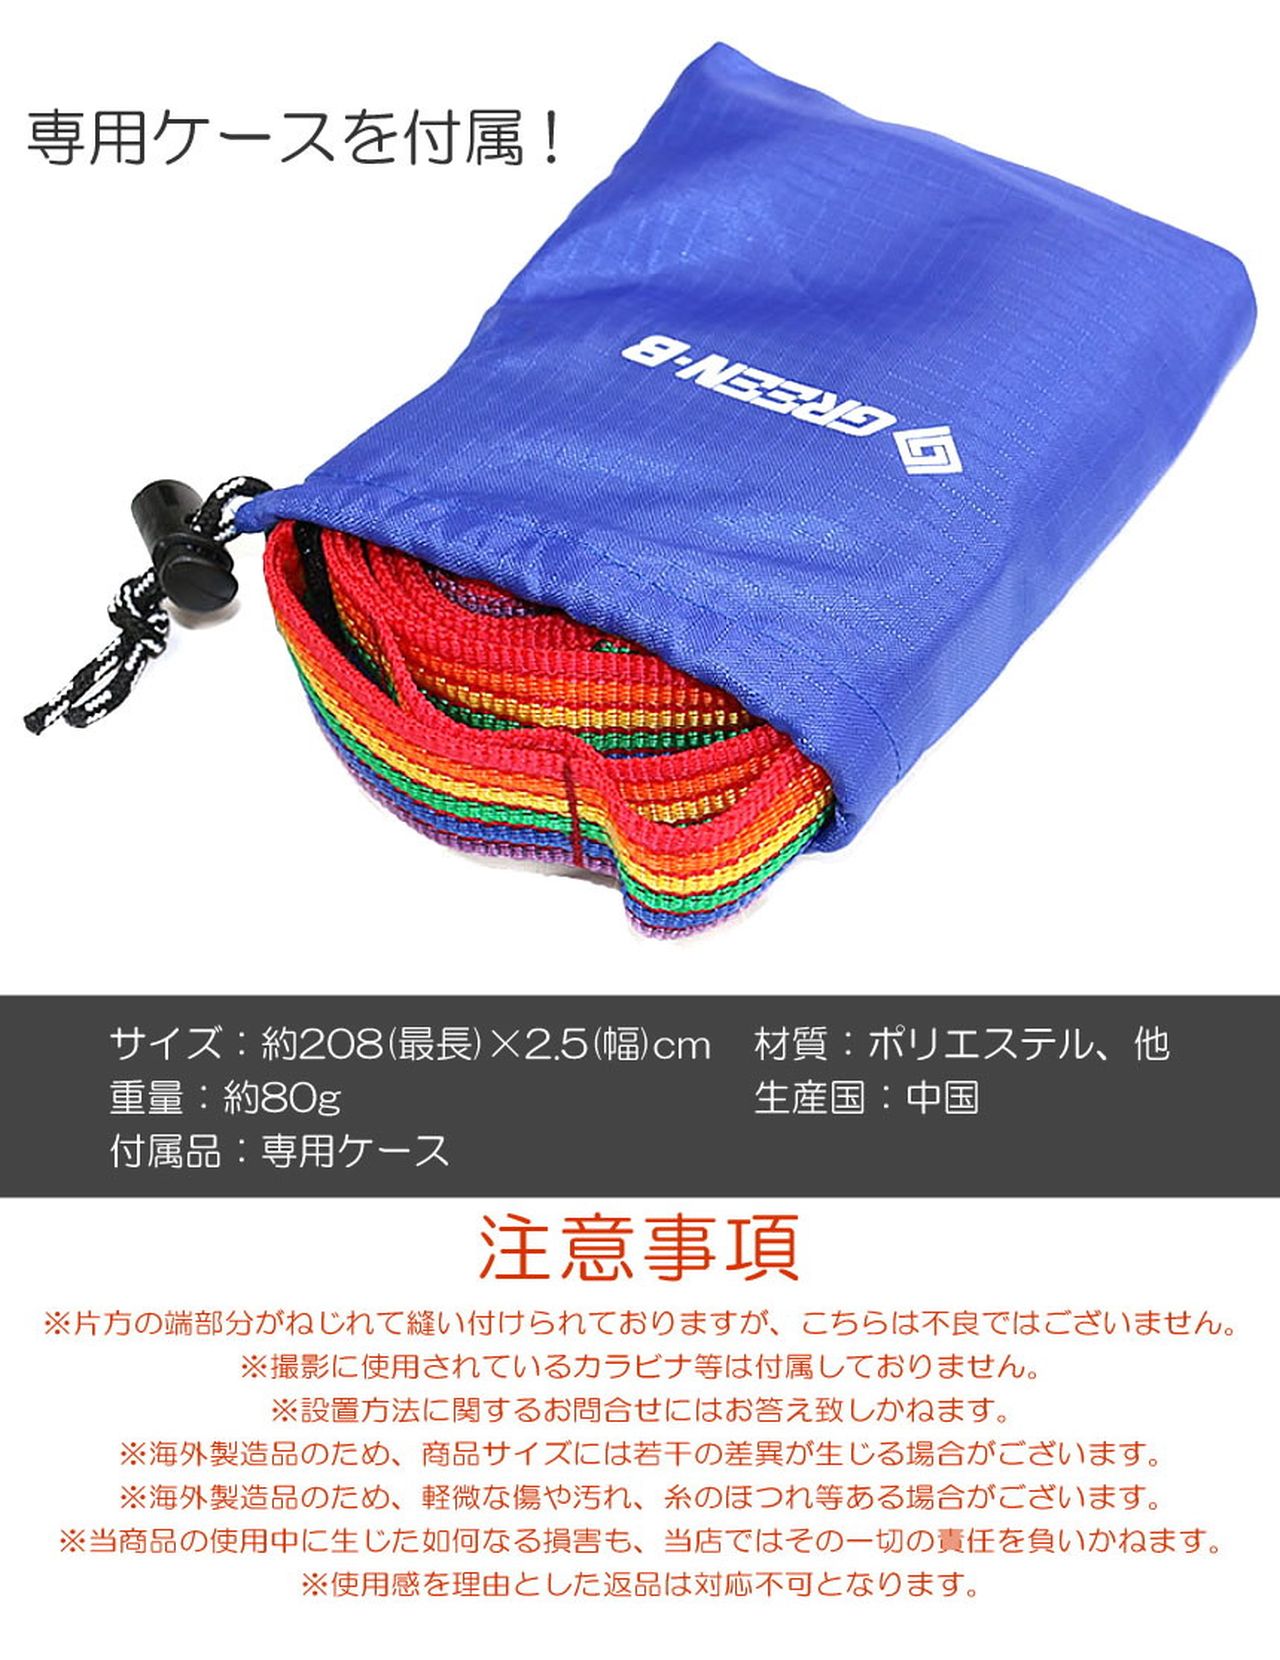 専用ケースを付属！
GREEN-B
サイズ：約208(最長)×2.5(幅)cm　材質：ポリエステル、他
重量：約80g　生産国：中国
付属品：専用ケース
注意事項
※片方の端部分がねじれて縫い付けられておりますが、こちらは不良ではございません。
※撮影に使用されているカラビナ等は付属しておりません。
※設置方法に関するお問合せにはお答え致しかねます。
※海外製造品のため、商品サイズには若干の差異が生じる場合がございます。
※海外製造品のため、軽微な傷や汚れ、糸のほつれ等ある場合がございます。
※当商品の使用中に生じた如何なる損害も、当店ではその一切の責任を負いかねます。
※使用感を理由とした返品は対応不可となります。